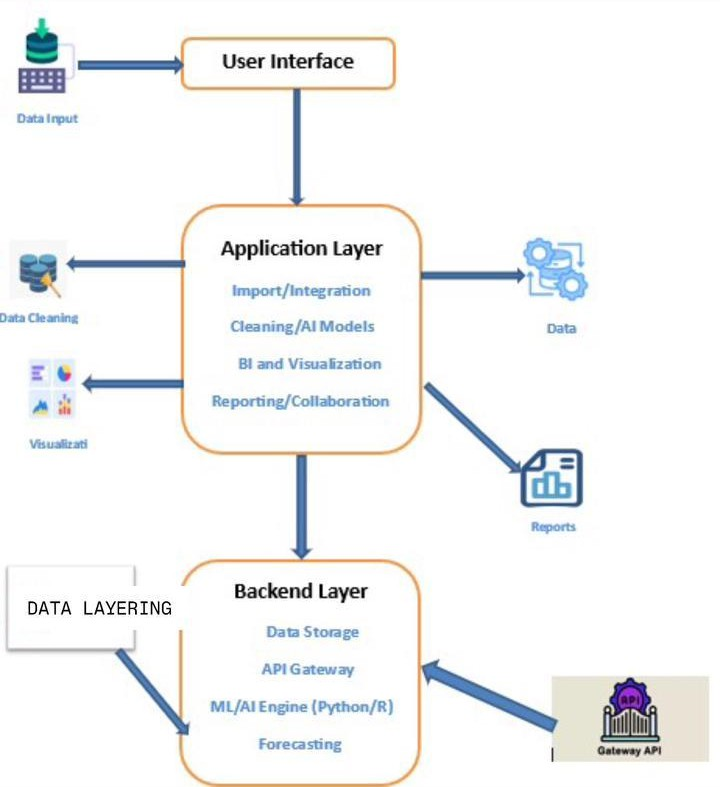 User Interface
Data Input
Application Layer
Import/Integration
Cleaning/AI Models
BI and Visualization
Reporting/Collaboration
Data Cleaning
Data
Visualizati
Reports
Backend Layer
DATA LAYERING
Data Storage
API Gateway
ML/AI Engine (Python/R)
Forecasting
API
Gateway API